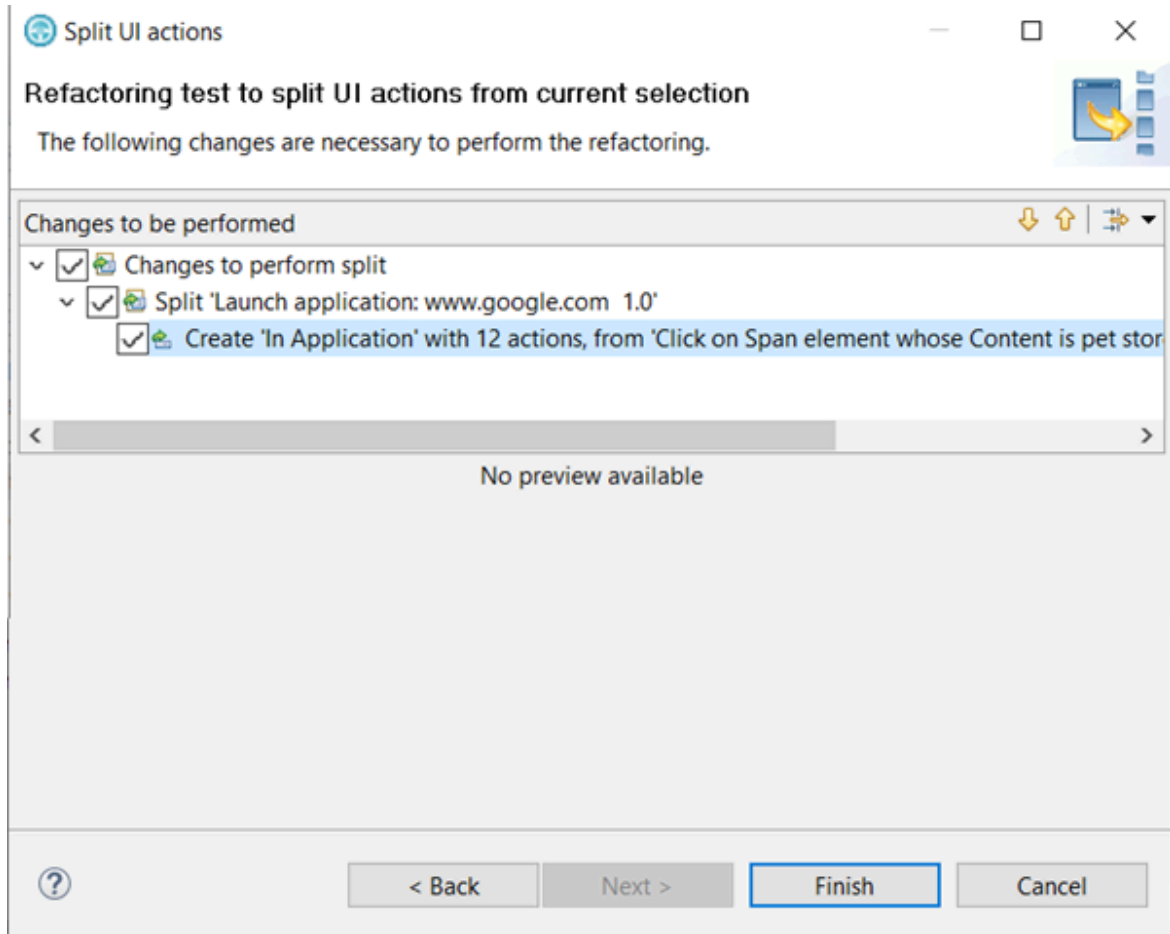 Split UI actions
Refactoring test to split UI actions from current selection
The following changes are necessary to perform the refactoring.
Changes to be performed
Changes to perform split
Split 'Launch application: www.google.com  1.0'
Create 'In Application' with 12 actions, from 'Click on Span element whose Content is pet stor
No preview available
?
< Back Next > Finish Cancel